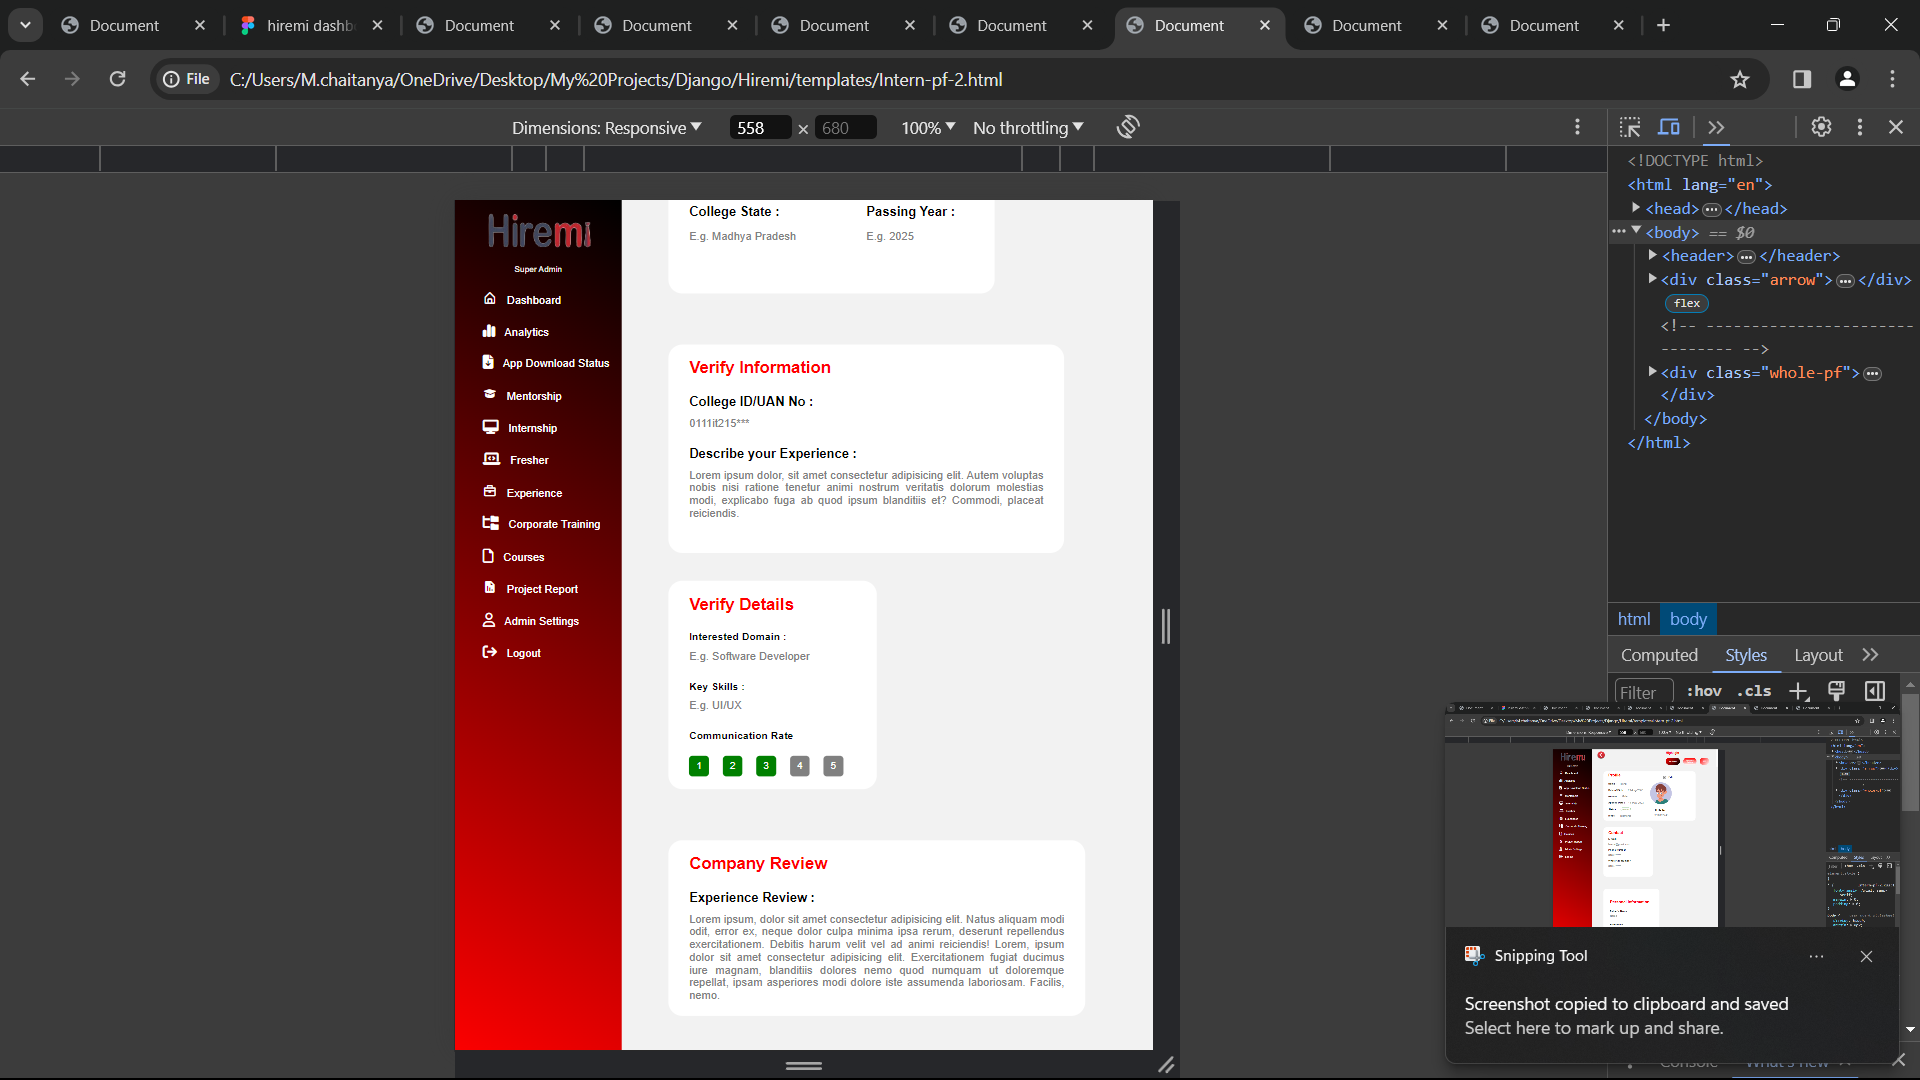 Document
hiremi dashb
Document
Document
Document
Document
Document
Document
Document
File
C:/Users/M.chaitanya/OneDrive/Desktop/My%20Projects/Django/Hiremi/templates/Intern-pf-2.html
Dimensions: Responsive
558 × 680
100%
No throttling
<!DOCTYPE html>
<html lang="en">
<head> ⋯ </head>
⋯ <body> == $0
<header> ⋯ </header>
<div class="arrow"> ⋯ </div>
flex
<!-- -----------------------
-------- -->
<div class="whole-pf"> ⋯
</div>
</body>
</html>
html body
Computed Styles Layout
Filter :hov .cls
Hiremi
Super Admin
Dashboard
Analytics
App Download Status
Mentorship
Internship
Fresher
Experience
Corporate Training
Courses
Project Report
Admin Settings
Logout
College State : Passing Year :
E.g. Madhya Pradesh E.g. 2025
Verify Information
College ID/UAN No :
0111it215***
Describe your Experience :
Lorem ipsum dolor, sit amet consectetur adipisicing elit. Autem voluptas
nobis nisi ratione tenetur animi nostrum veritatis dolorum molestias
modi, explicabo fuga ab quod ipsum blanditiis et? Commodi, placeat
reiciendis.
Verify Details
Interested Domain :
E.g. Software Developer
Key Skills :
E.g. UI/UX
Communication Rate
1 2 3 4 5
Company Review
Experience Review :
Lorem ipsum, dolor sit amet consectetur adipisicing elit. Natus aliquam modi
odit, error ex, neque dolor culpa minima ipsa rerum, deserunt repellendus
exercitationem. Debitis harum velit vel ad animi reiciendis! Lorem, ipsum
dolor sit amet consectetur adipisicing elit. Exercitationem fugiat ducimus
iure magnam, blanditiis dolores nemo quod numquam ut doloremque
repellat, ipsam asperiores modi dolore iste assumenda laboriosam. Facilis,
nemo.
Snipping Tool
Screenshot copied to clipboard and saved
Select here to mark up and share.
Console What's new